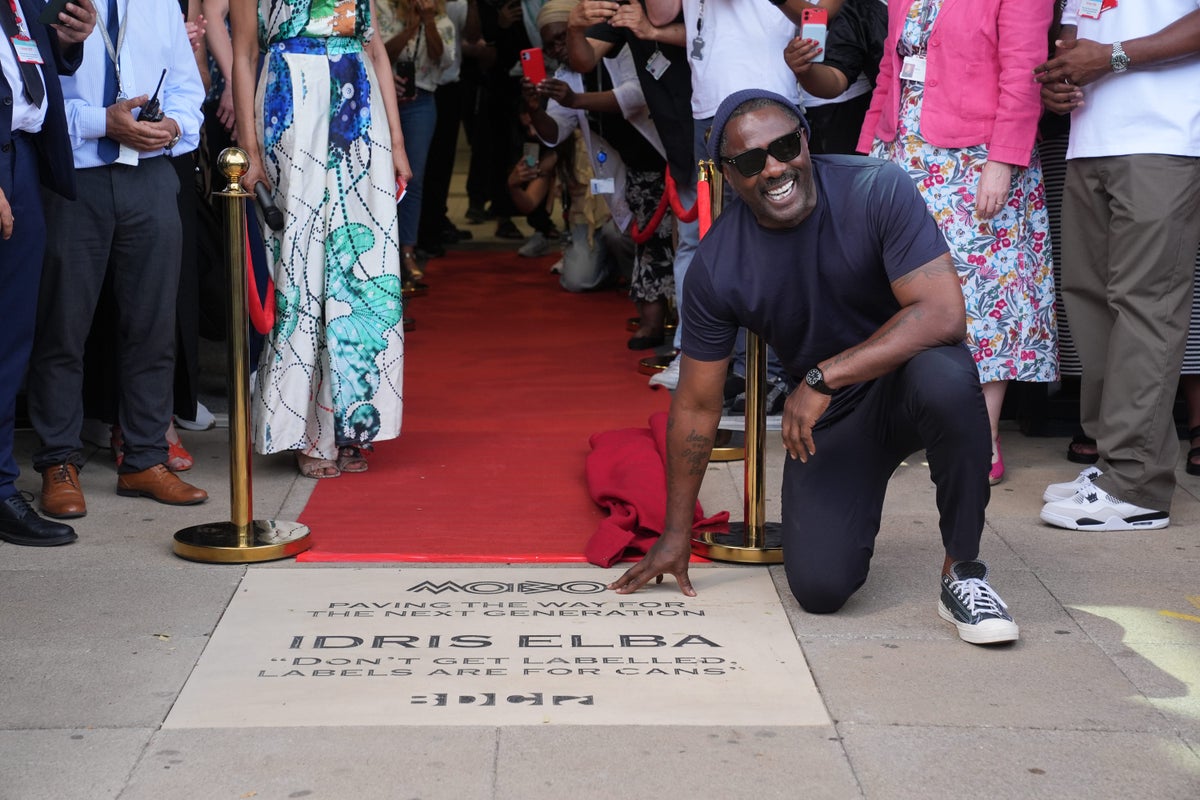 MOBO
PAVING THE WAY FOR
THE NEXT GENERATION
IDRIS ELBA
"DON'T GET LABELLED,
LABELS ARE FOR CANS"